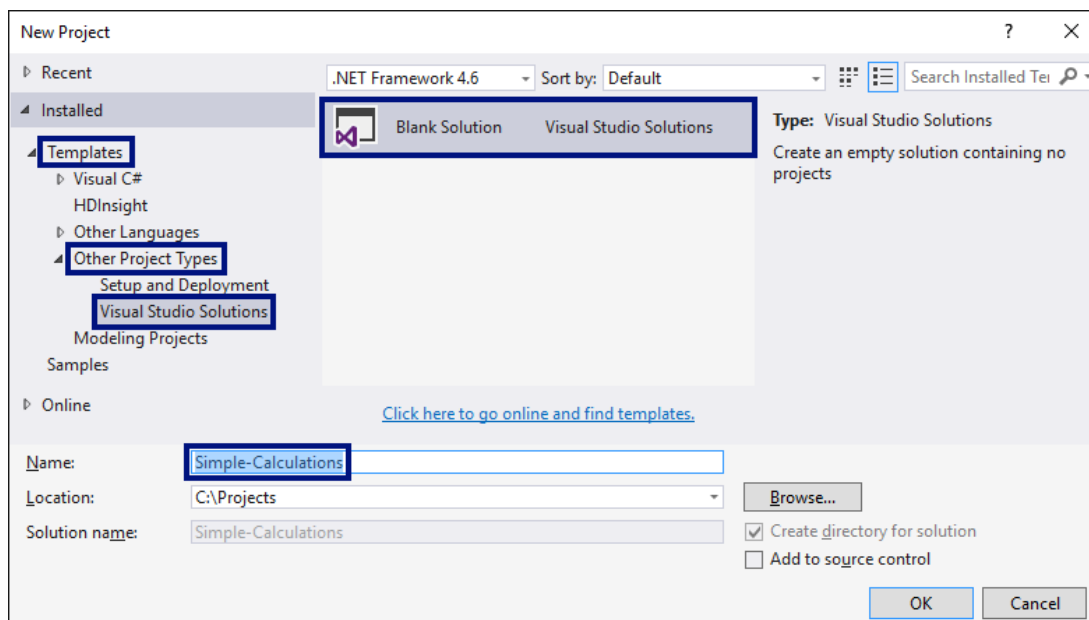 New Project
?
Recent
.NET Framework 4.6
Sort by: Default
Search Installed Te
Installed
Templates
Visual C#
HDInsight
Other Languages
Other Project Types
Setup and Deployment
Visual Studio Solutions
Modeling Projects
Samples
Online
Blank Solution Visual Studio Solutions
Type: Visual Studio Solutions
Create an empty solution containing no
projects
Click here to go online and find templates.
Name: Simple-Calculations
Location: C:\Projects
Browse...
Solution name: Simple-Calculations
Create directory for solution
Add to source control
OK
Cancel